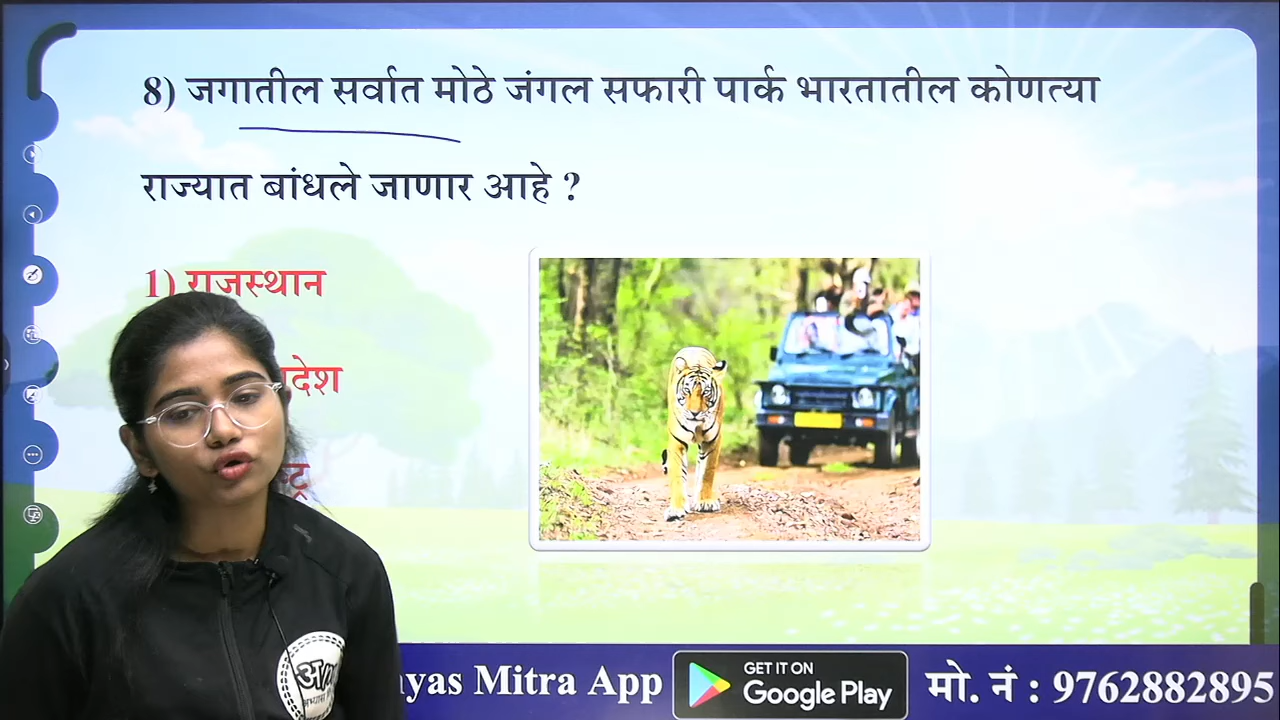 8) जगातील सर्वात मोठे जंगल सफारी पार्क भारतातील कोणत्या
राज्यात बांधले जाणार आहे ?
1) राजस्थान
Mitra App
GET IT ON
Google Play
मो. नं : 9762882895